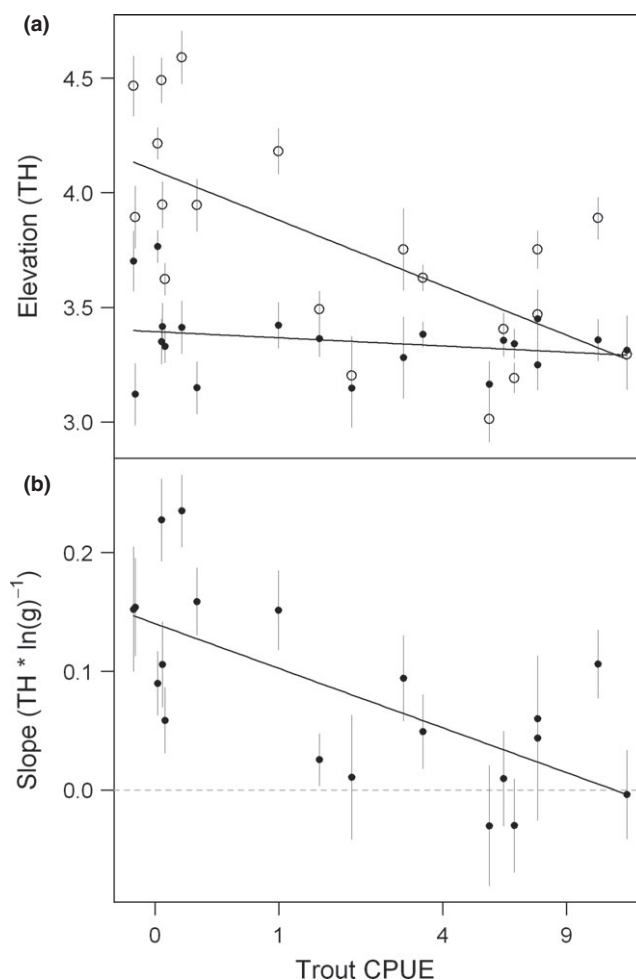 (a)
4.5
4.0
3.5
3.0
Elevation (TH)
(b)
0.2
0.1
0.0
Slope (TH * ln(g)⁻¹)
0 1 4 9
Trout CPUE